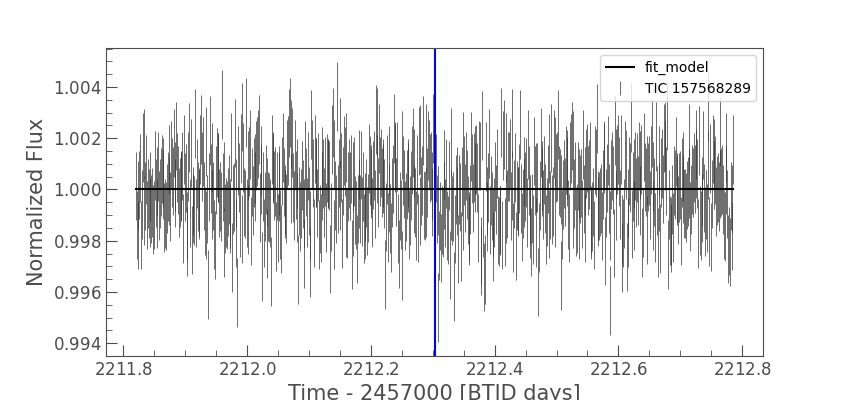 fit_model
TIC 157568289
1.004
1.002
1.000
0.998
0.996
0.994
Normalized Flux
2211.8 2212.0 2212.2 2212.4 2212.6 2212.8
Time - 2457000 [BTJD days]